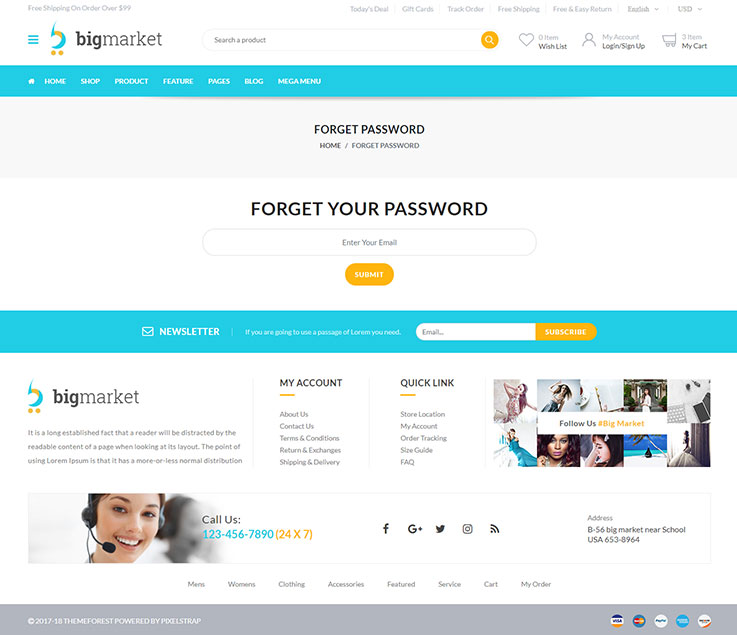 Free Shipping On Order Over $99
Today's Deal
Gift Cards
Track Order
Free Shipping
Free & Easy Return
English
USD
bigmarket
Search a product
0 Item
Wish List
My Account
Login/Sign Up
3 Item
My Cart
HOME
SHOP
PRODUCT
FEATURE
PAGES
BLOG
MEGA MENU
FORGET PASSWORD
HOME / FORGET PASSWORD
FORGET YOUR PASSWORD
Enter Your Email
SUBMIT
NEWSLETTER
If you are going to use a passage of Lorem you need.
Email...
SUBSCRIBE
bigmarket
It is a long established fact that a reader will be distracted by the
readable content of a page when looking at its layout. The point of
using Lorem Ipsum is that it has a more-or-less normal distribution
MY ACCOUNT
About Us
Contact Us
Terms & Conditions
Return & Exchanges
Shipping & Delivery
QUICK LINK
Store Location
My Account
Order Tracking
Size Guide
FAQ
Follow Us #Big Market
Call Us:
123-456-7890 (24 X 7)
G+
Address
B-56 big market near School
USA 653-8964
Mens
Womens
Clothing
Accessories
Featured
Service
Cart
My Order
© 2017-18 THEMEFOREST POWERED BY PIXELSTRAP
VISA
PayPal